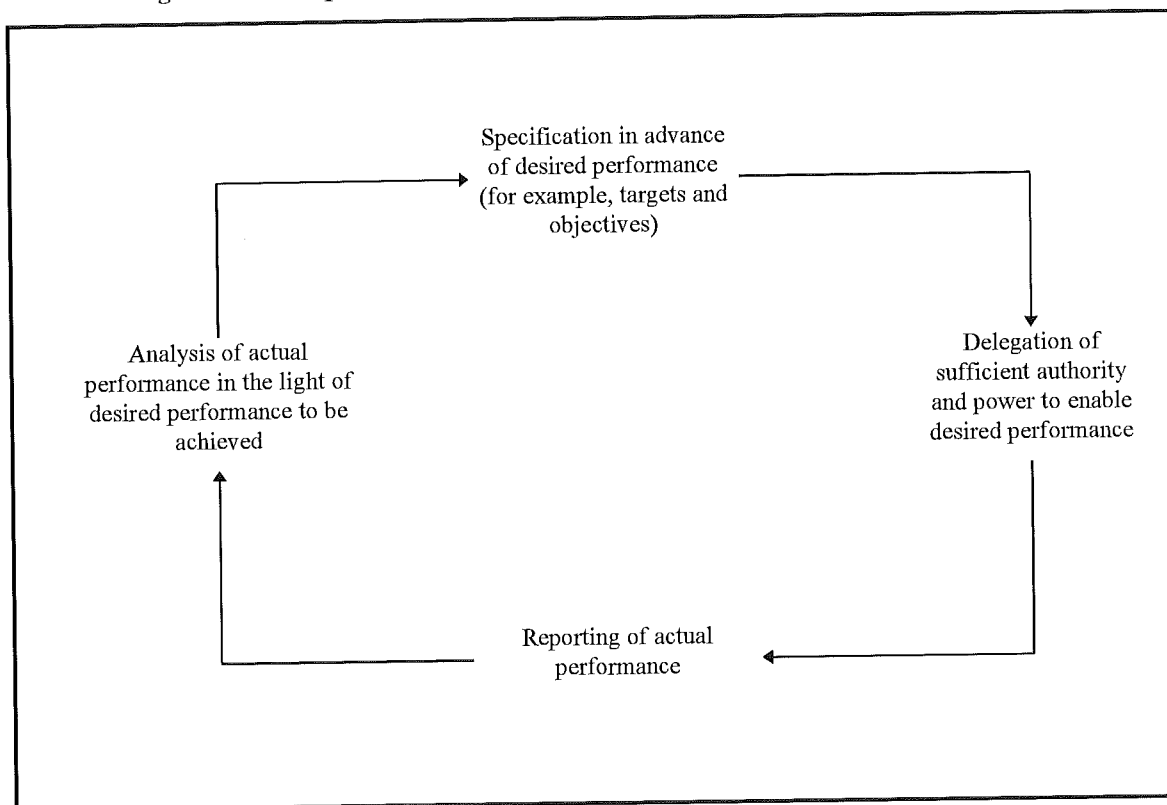 Specification in advance
of desired performance
(for example, targets and
objectives)
Delegation of
sufficient authority
and power to enable
desired performance
Reporting of actual
performance
Analysis of actual
performance in the light of
desired performance to be
achieved